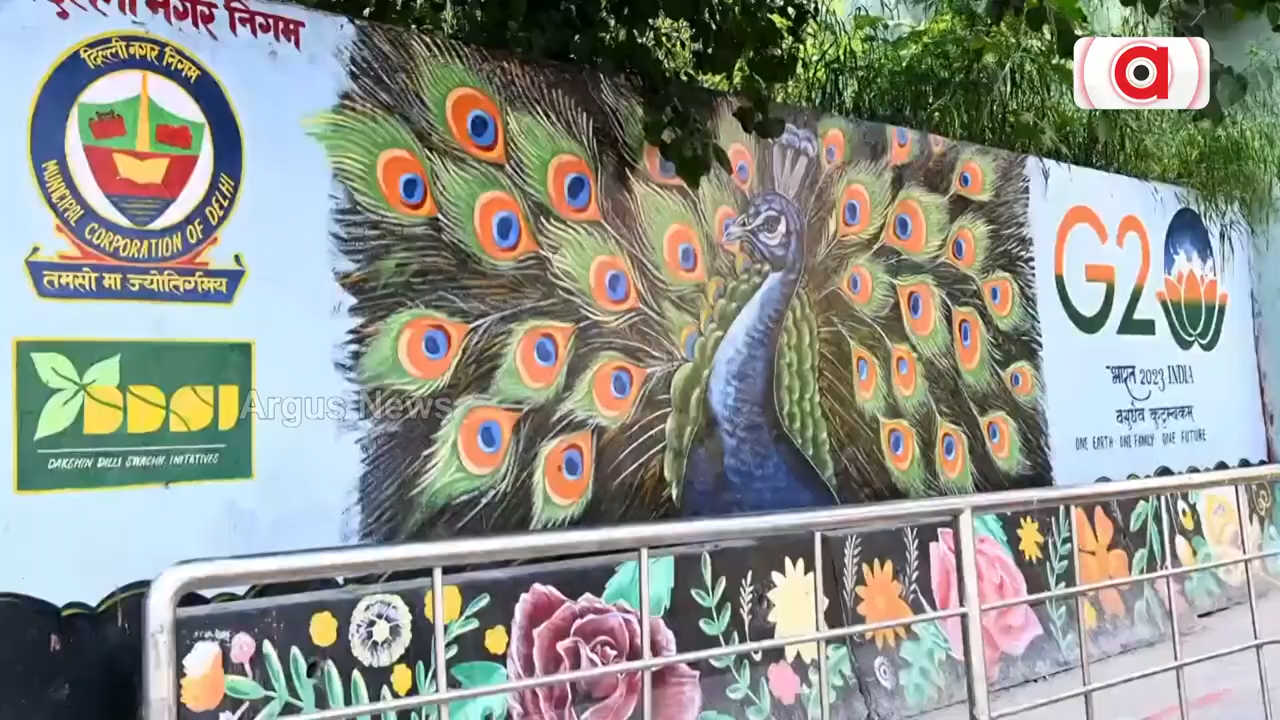 दिल्ली नगर निगम
दिल्ली नगर निगम
MUNICIPAL CORPORATION OF DELHI
तमसो मा ज्योतिर्गमय
DDSI
DAKSHIN DILLI SWACHH INITATIVES
Argus News
a
G20
भारत 2023 INDIA
वसुधैव कुटुम्बकम्
ONE EARTH · ONE FAMILY · ONE FUTURE